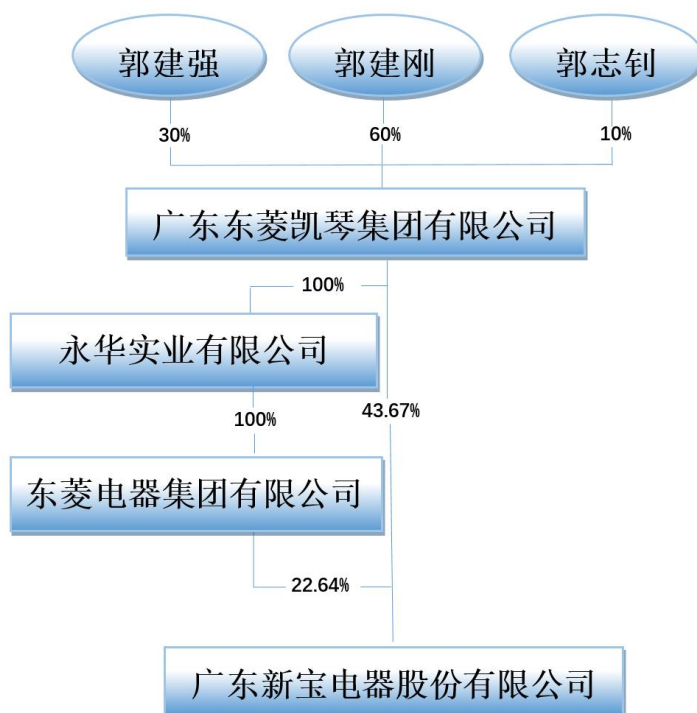 郭建强
郭建刚
郭志钊
30%
60%
10%
广东东菱凯琴集团有限公司
100%
永华实业有限公司
100%
43.67%
东菱电器集团有限公司
22.64%
广东新宝电器股份有限公司